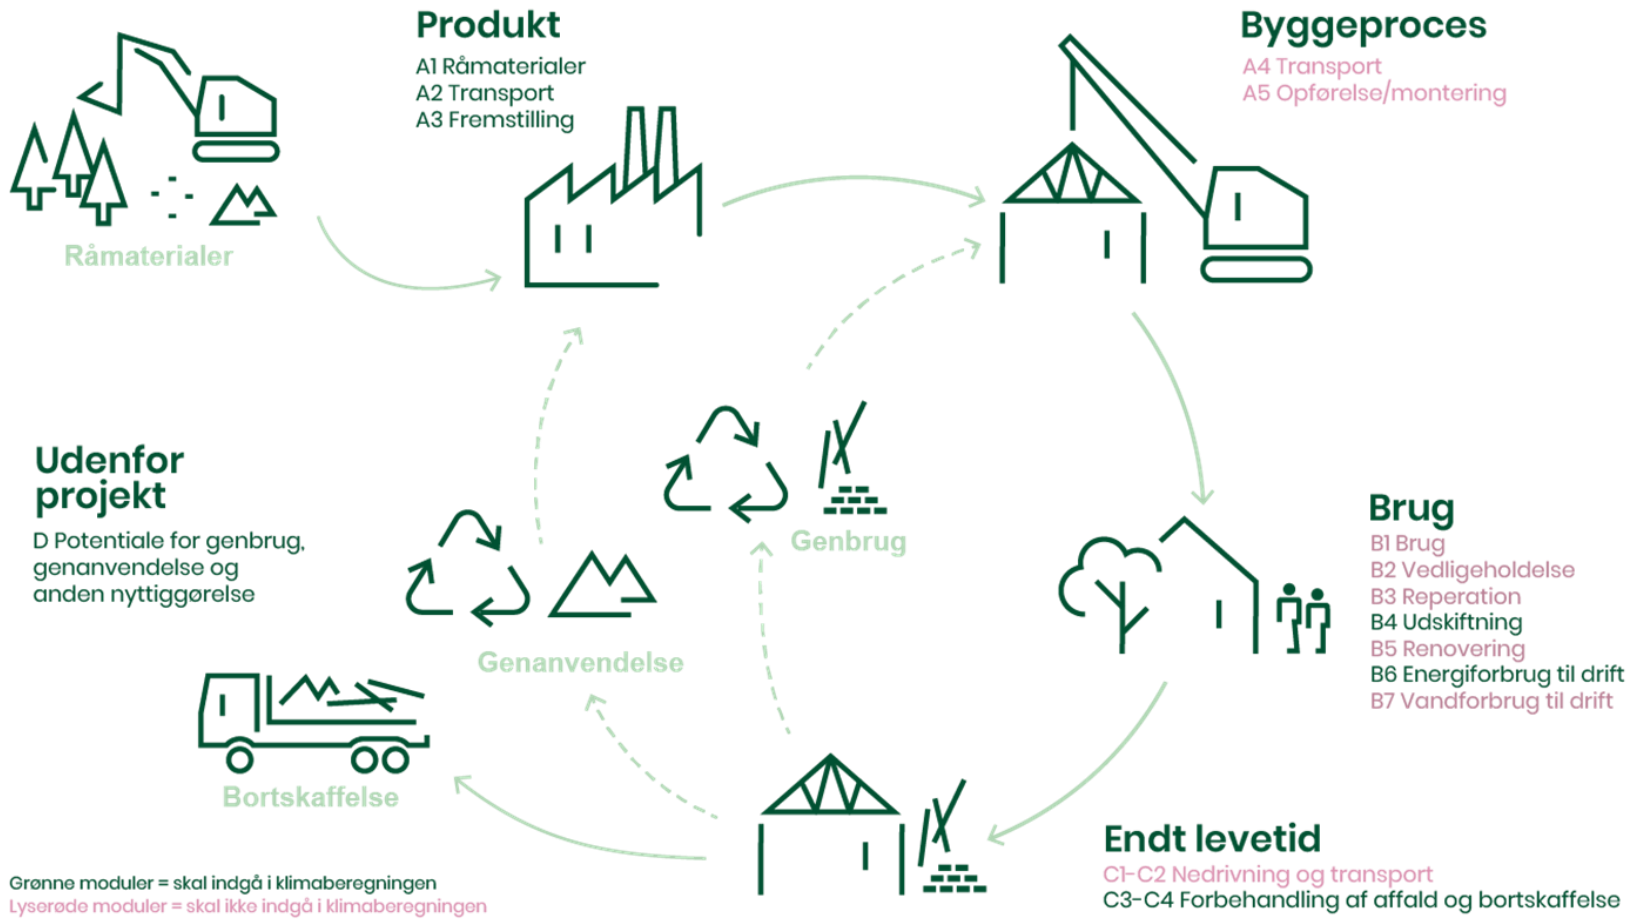 Produkt
A1 Råmaterialer
A2 Transport
A3 Fremstilling
Byggeproces
A4 Transport
A5 Opførelse/montering
Råmaterialer
Udenfor
projekt
D Potentiale for genbrug,
genanvendelse og
anden nyttiggørelse
Genbrug
Genanvendelse
Brug
B1 Brug
B2 Vedligeholdelse
B3 Reperation
B4 Udskiftning
B5 Renovering
B6 Energiforbrug til drift
B7 Vandforbrug til drift
Bortskaffelse
Endt levetid
C1-C2 Nedrivning og transport
C3-C4 Forbehandling af affald og bortskaffelse
Grønne moduler = skal indgå i klimaberegningen
Lyserøde moduler = skal ikke indgå i klimaberegningen